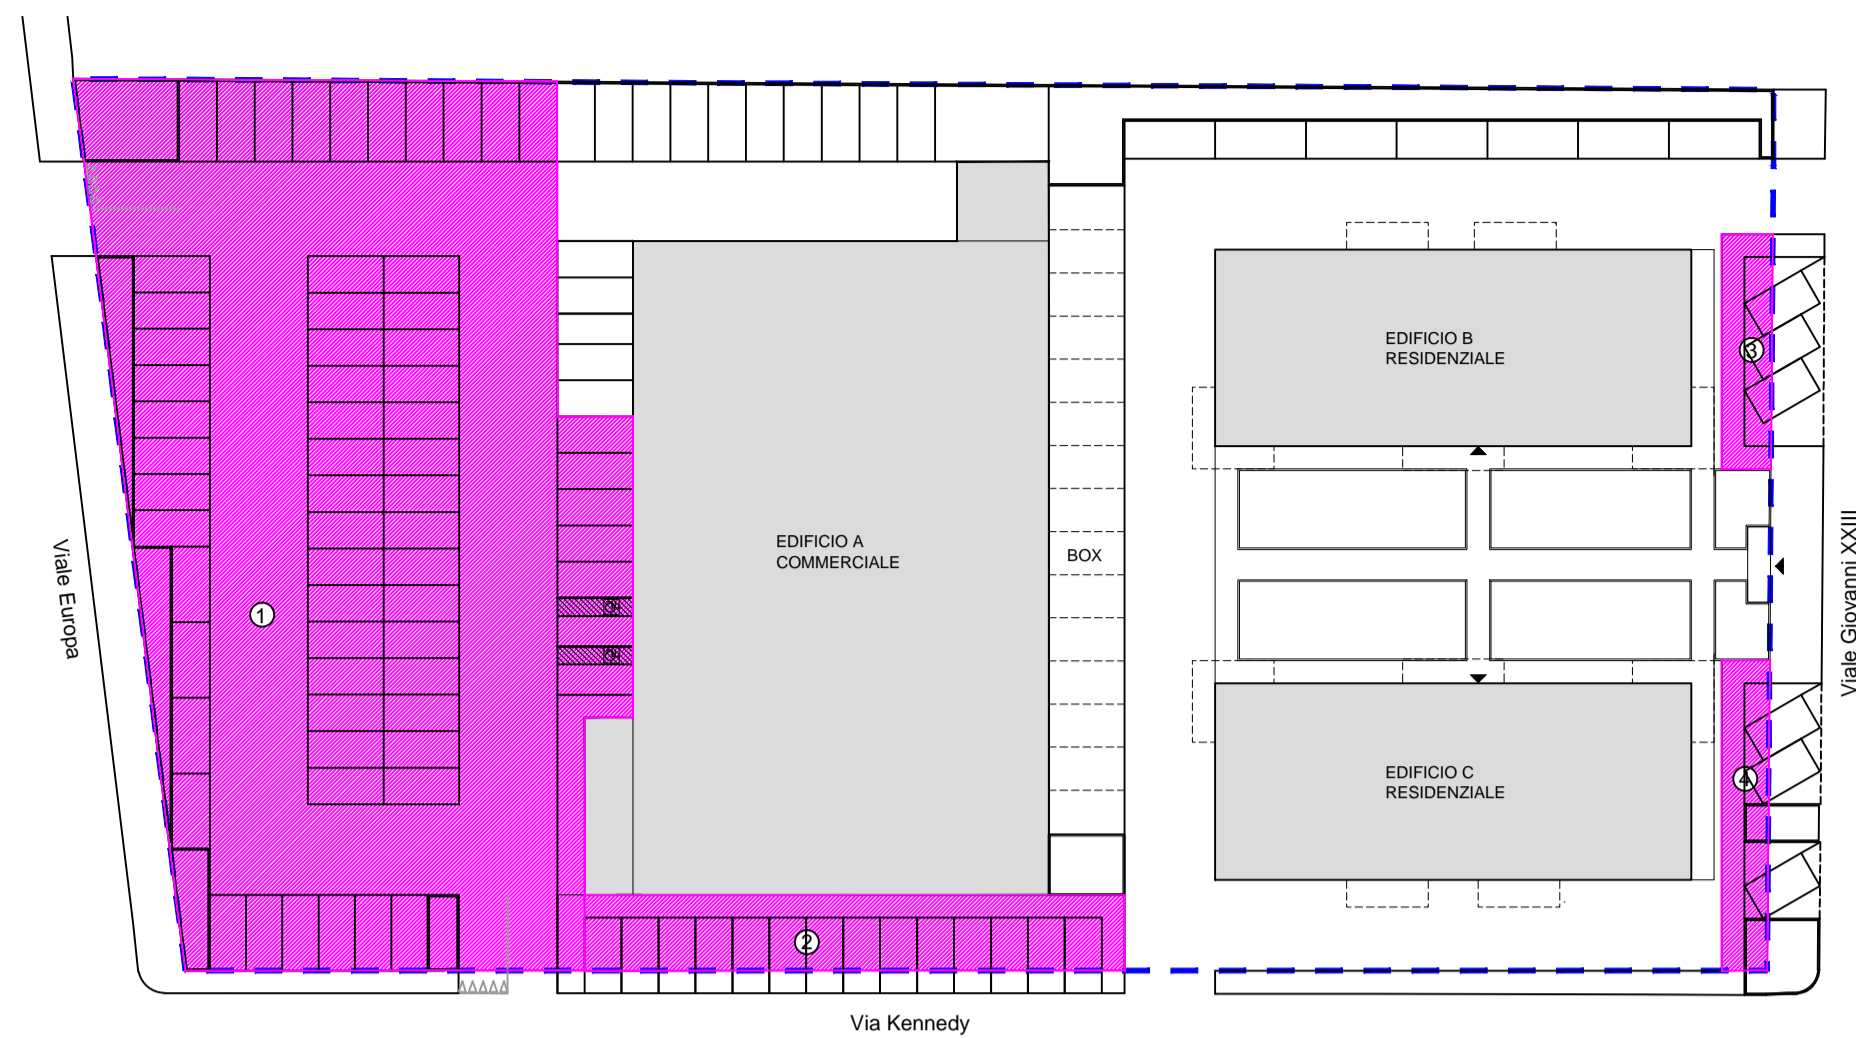 EDIFICIO B
RESIDENZIALE
3
EDIFICIO A
COMMERCIALE
BOX
Viale Europa
1
Viale Giovanni XXIII
EDIFICIO C
RESIDENZIALE
4
2
Via Kennedy